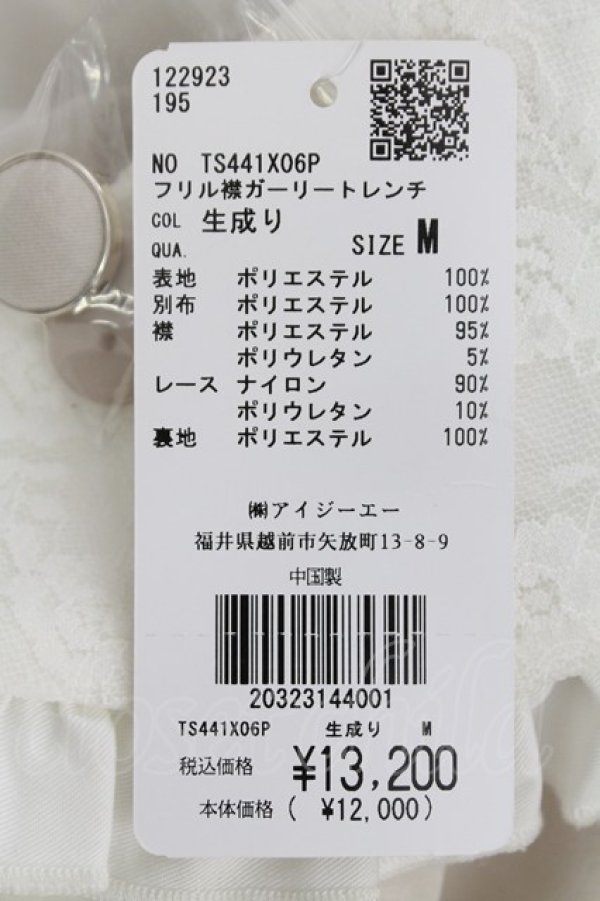 122923
195
NO TS441X06P
フリル襟ガーリートレンチ
COL 生成り
QUA. SIZE M
表地 ポリエステル 100%
別布 ポリエステル 100%
襟 ポリエステル 95%
ポリウレタン 5%
レース ナイロン 90%
ポリウレタン 10%
裏地 ポリエステル 100%
㈱アイジーエー
福井県越前市矢放町13-8-9
中国製
20323144001
TS441X06P 生成り M
税込価格 ¥13,200
本体価格 ( ¥12,000)